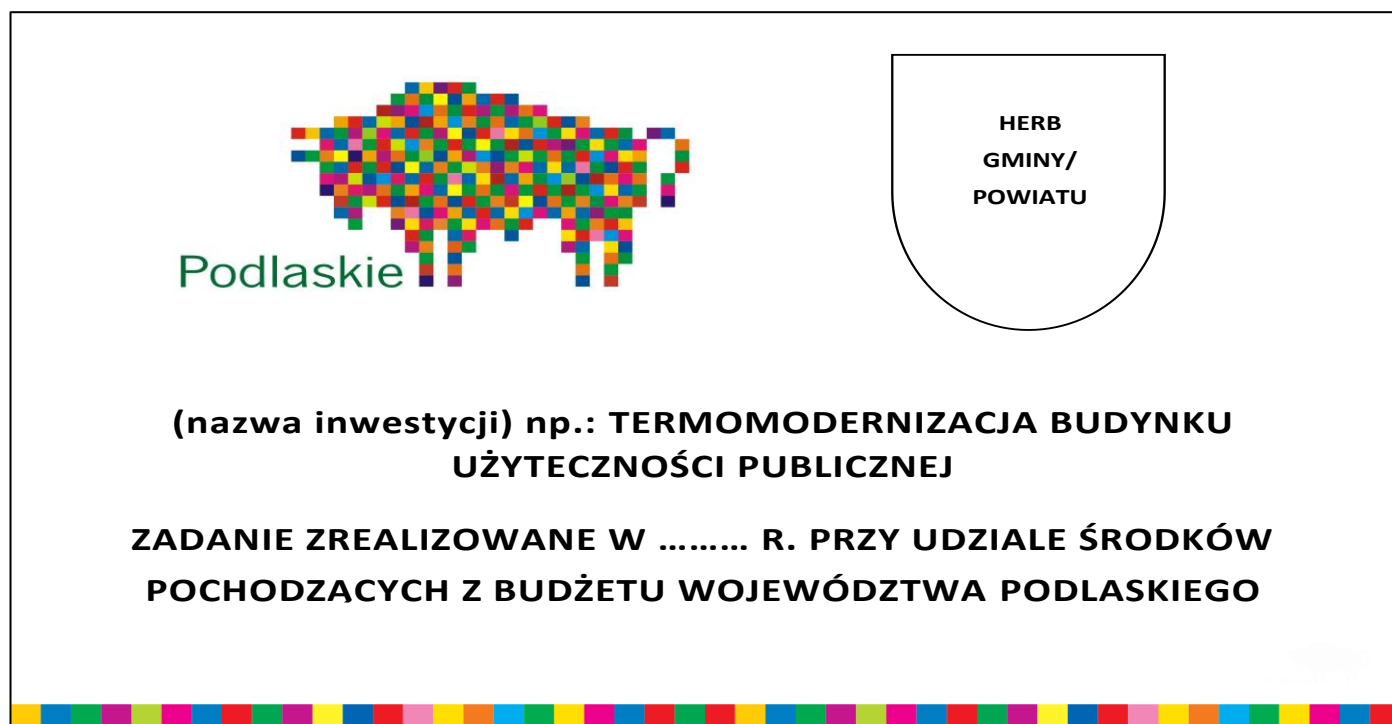 Podlaskie
HERB
GMINY/
POWIATU
(nazwa inwestycji) np.: TERMOMODERNIZACJA BUDYNKU
UŻYTECZNOŚCI PUBLICZNEJ
ZADANIE ZREALIZOWANE W ……… R. PRZY UDZIALE ŚRODKÓW
POCHODZĄCYCH Z BUDŻETU WOJEWÓDZTWA PODLASKIEGO